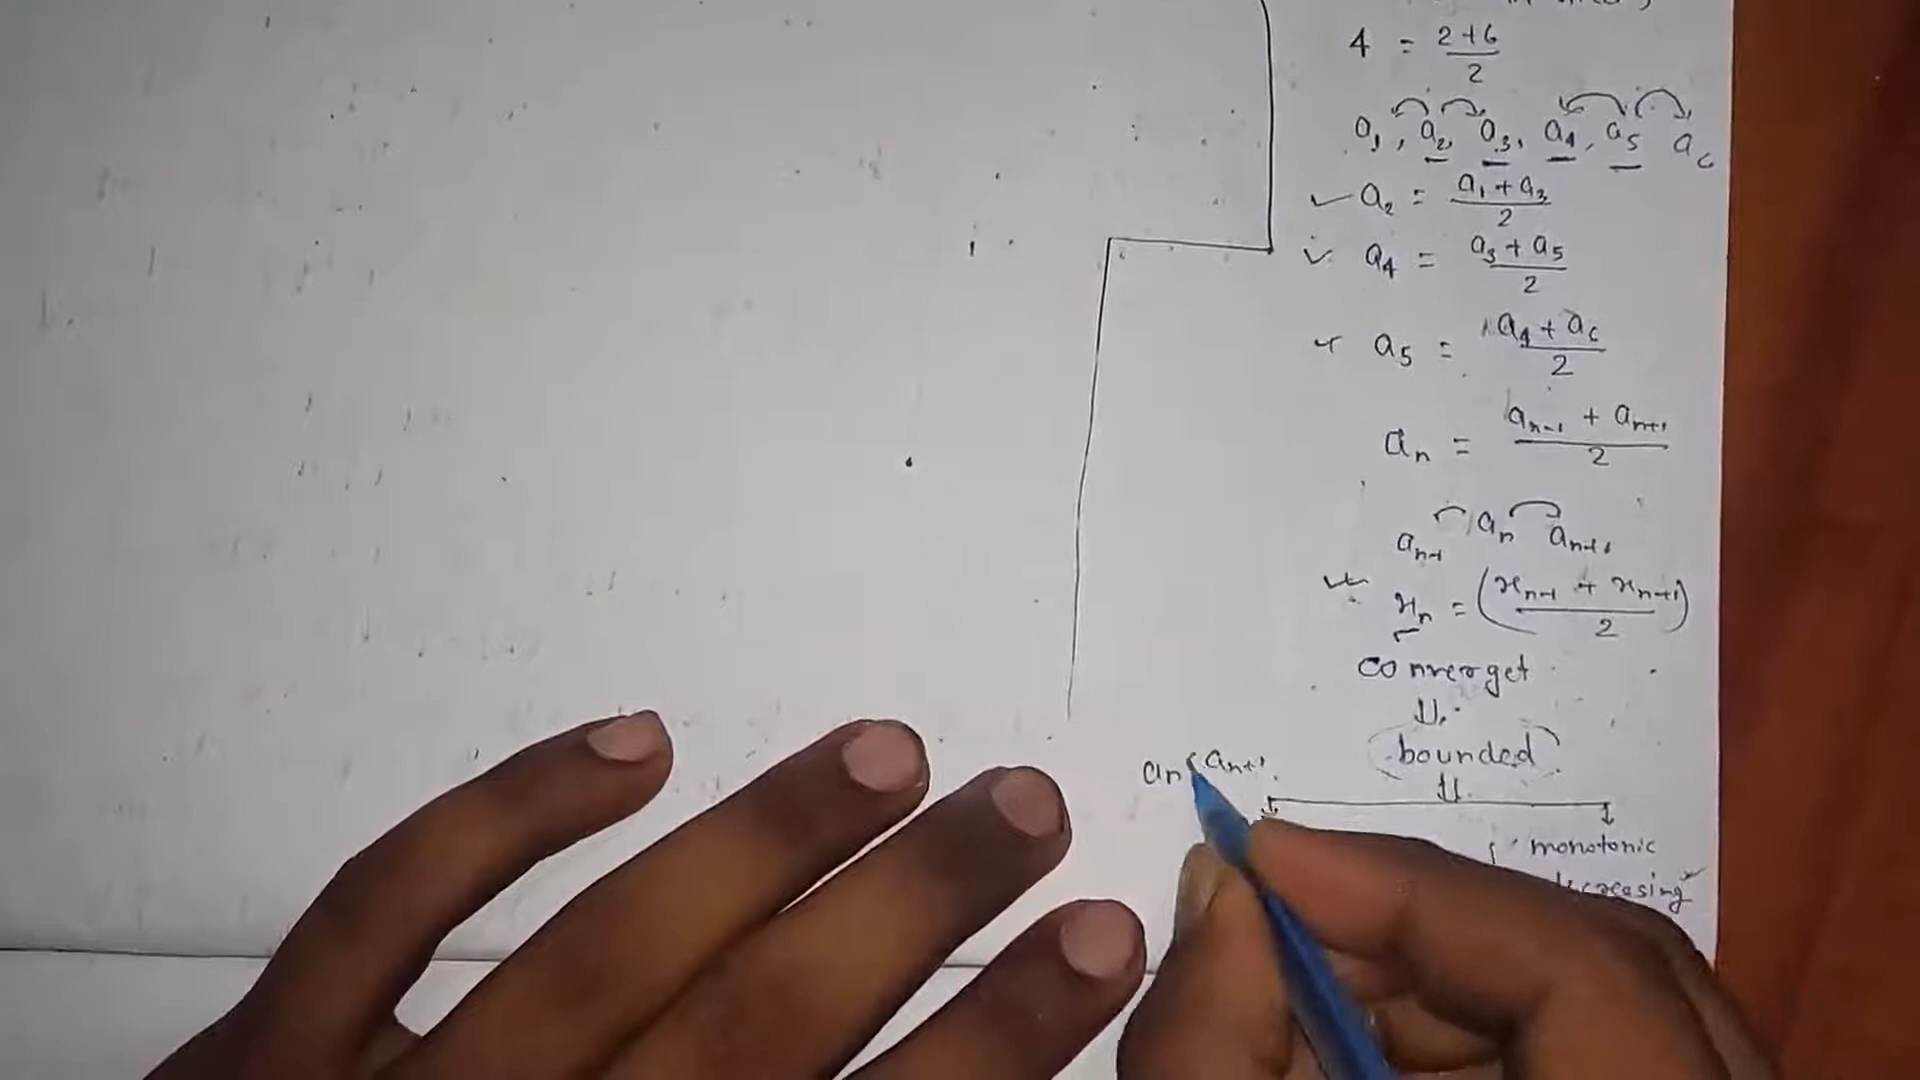 4 = 2+6 / 2
a1, a2, a3, a4, a5 a6
a2 = a1 + a3 / 2
a4 = a3 + a5 / 2
a5 = a4 + a6 / 2
an = an-1 + an+1 / 2
an-1 an an+1
xn = (xn-1 + xn+1 / 2)
converget
⇓
bounded
⇓
an an+1
monotonic
decreasing